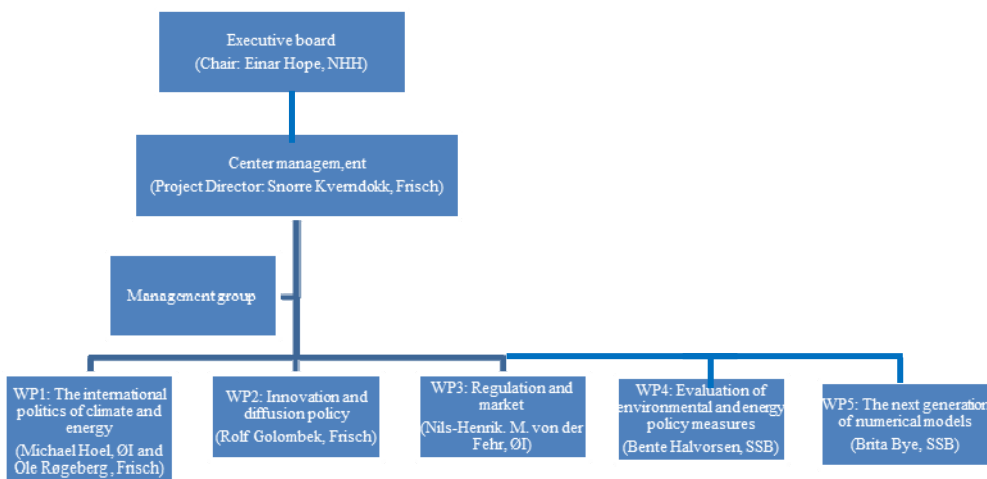 Executive board
(Chair: Einar Hope, NHH)
Center managem,ent
(Project Director: Snorre Kverndokk, Frisch)
Management group
WP1: The international
politics of climate and
energy
(Michael Hoel, ØI and
Ole Røgeberg, Frisch)
WP2: Innovation and
diffusion policy
(Rolf Golombek, Frisch)
WP3: Regulation and
market
(Nils-Henrik. M. von der
Fehr, ØI)
WP4: Evaluation of
environmental and energy
policy measures
(Bente Halvorsen, SSB)
WP5: The next generation
of numerical models
(Brita Bye, SSB)